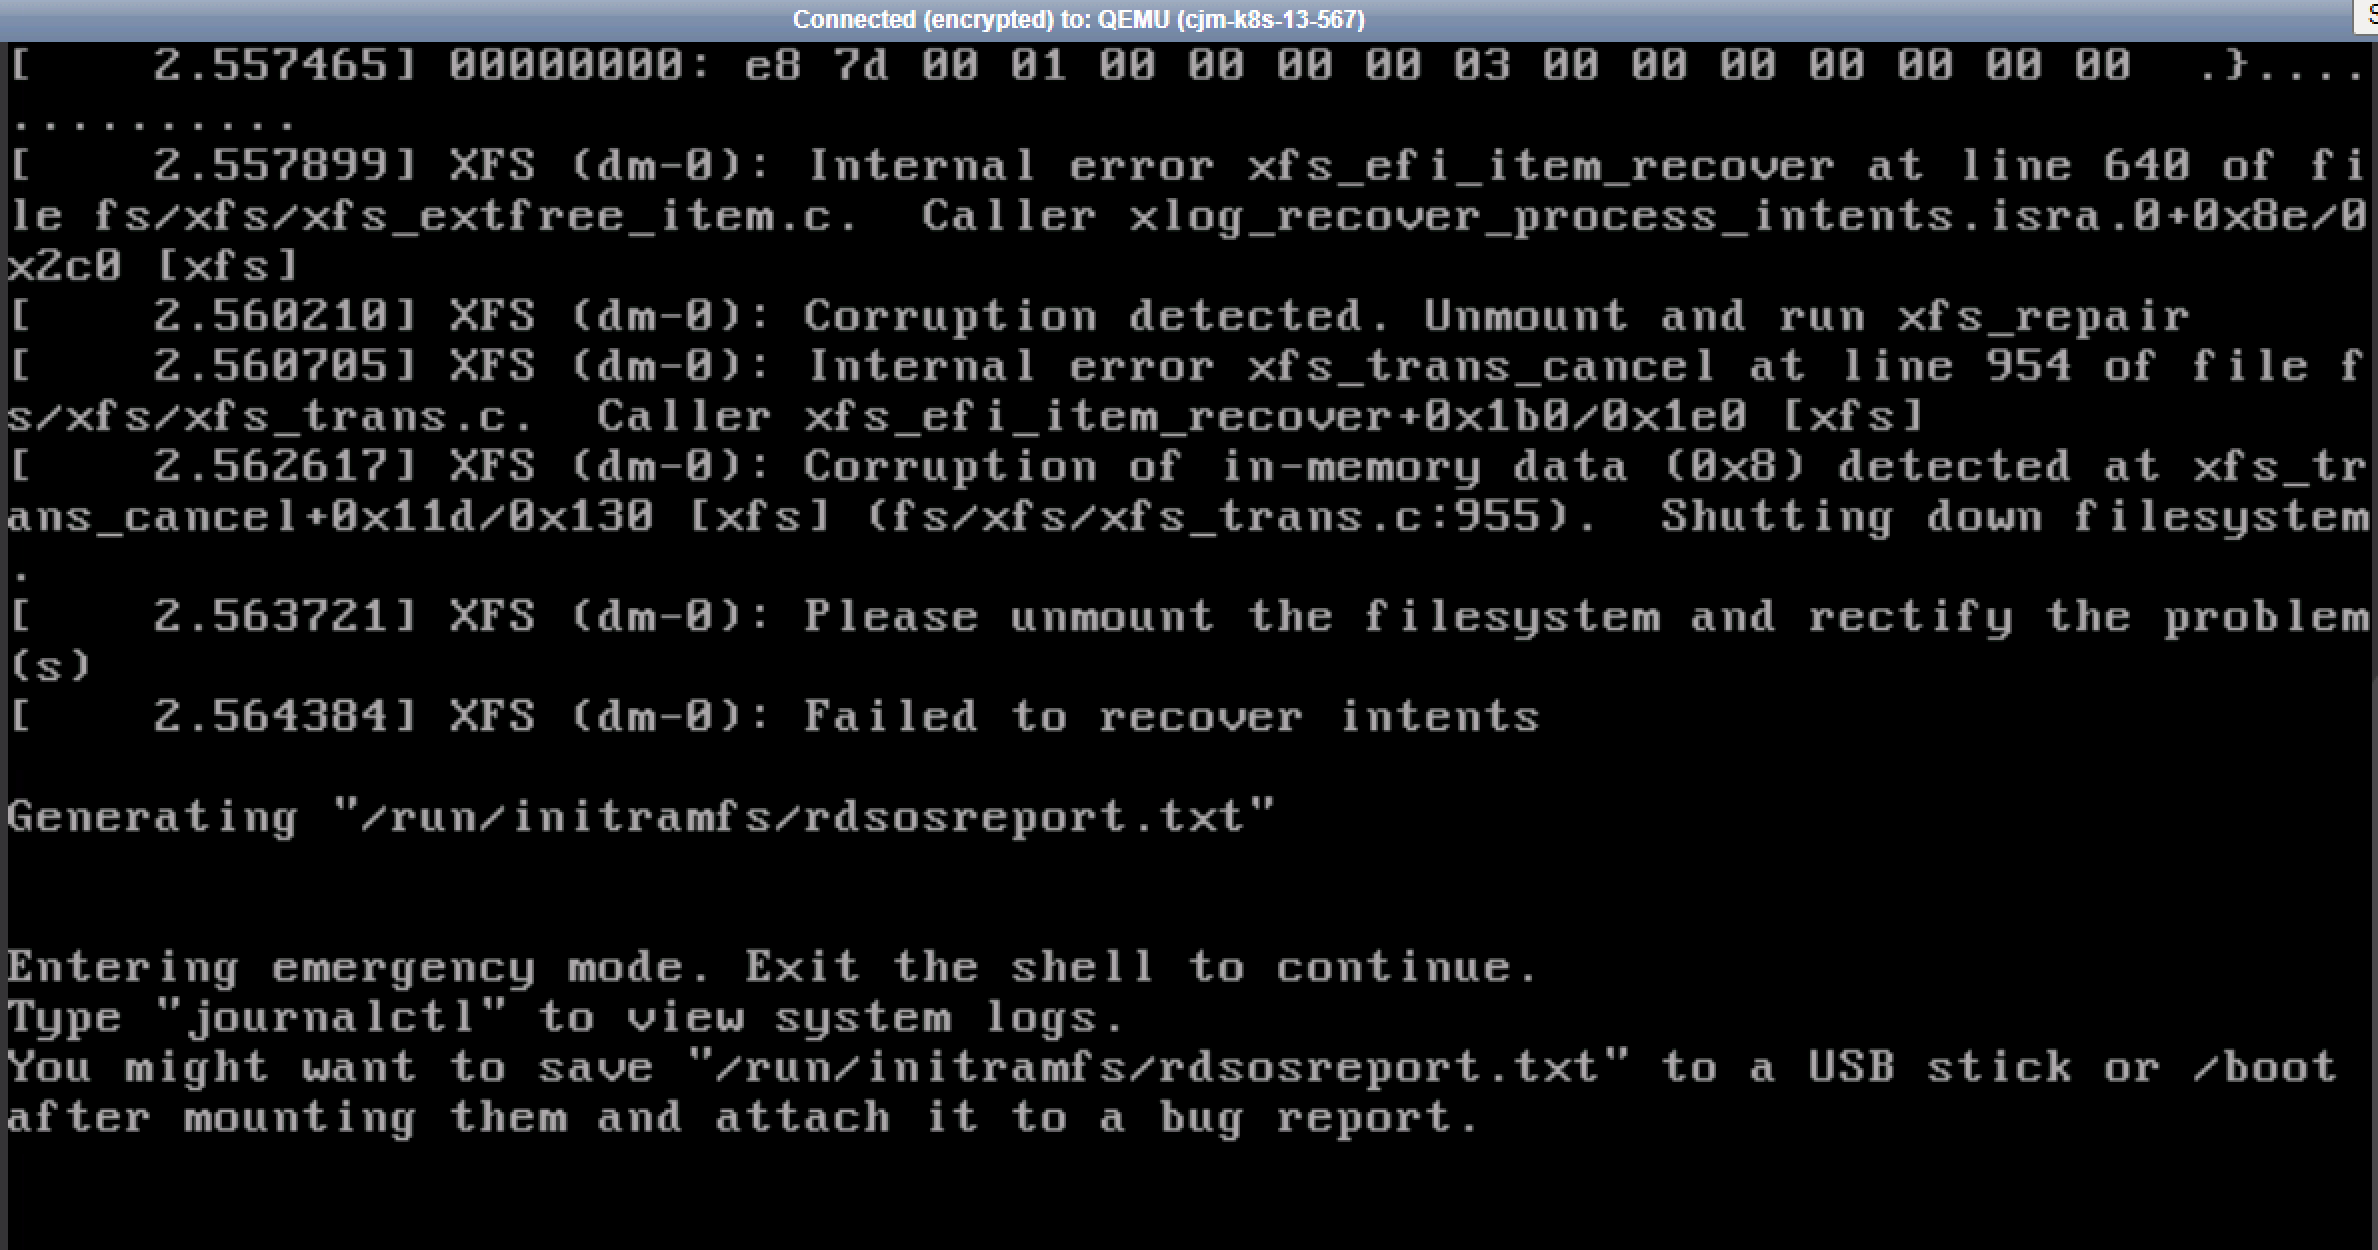 Connected (encrypted) to: QEMU (cjm-k8s-13-567)
[    2.557465] 00000000: e8 7d 00 01 00 00 00 00 03 00 00 00 00 00 00 00  .}....
..........
[    2.557899] XFS (dm-0): Internal error xfs_efi_item_recover at line 640 of fi
le fs/xfs/xfs_extfree_item.c.  Caller xlog_recover_process_intents.isra.0+0x8e/0
x2c0 [xfs]
[    2.560210] XFS (dm-0): Corruption detected. Unmount and run xfs_repair
[    2.560705] XFS (dm-0): Internal error xfs_trans_cancel at line 954 of file f
s/xfs/xfs_trans.c.  Caller xfs_efi_item_recover+0x1b0/0x1e0 [xfs]
[    2.562617] XFS (dm-0): Corruption of in-memory data (0x8) detected at xfs_tr
ans_cancel+0x11d/0x130 [xfs] (fs/xfs/xfs_trans.c:955).  Shutting down filesystem
.
[    2.563721] XFS (dm-0): Please unmount the filesystem and rectify the problem
(s)
[    2.564384] XFS (dm-0): Failed to recover intents
Generating "/run/initramfs/rdsosreport.txt"
Entering emergency mode. Exit the shell to continue.
Type "journalctl" to view system logs.
You might want to save "/run/initramfs/rdsosreport.txt" to a USB stick or /boot
after mounting them and attach it to a bug report.